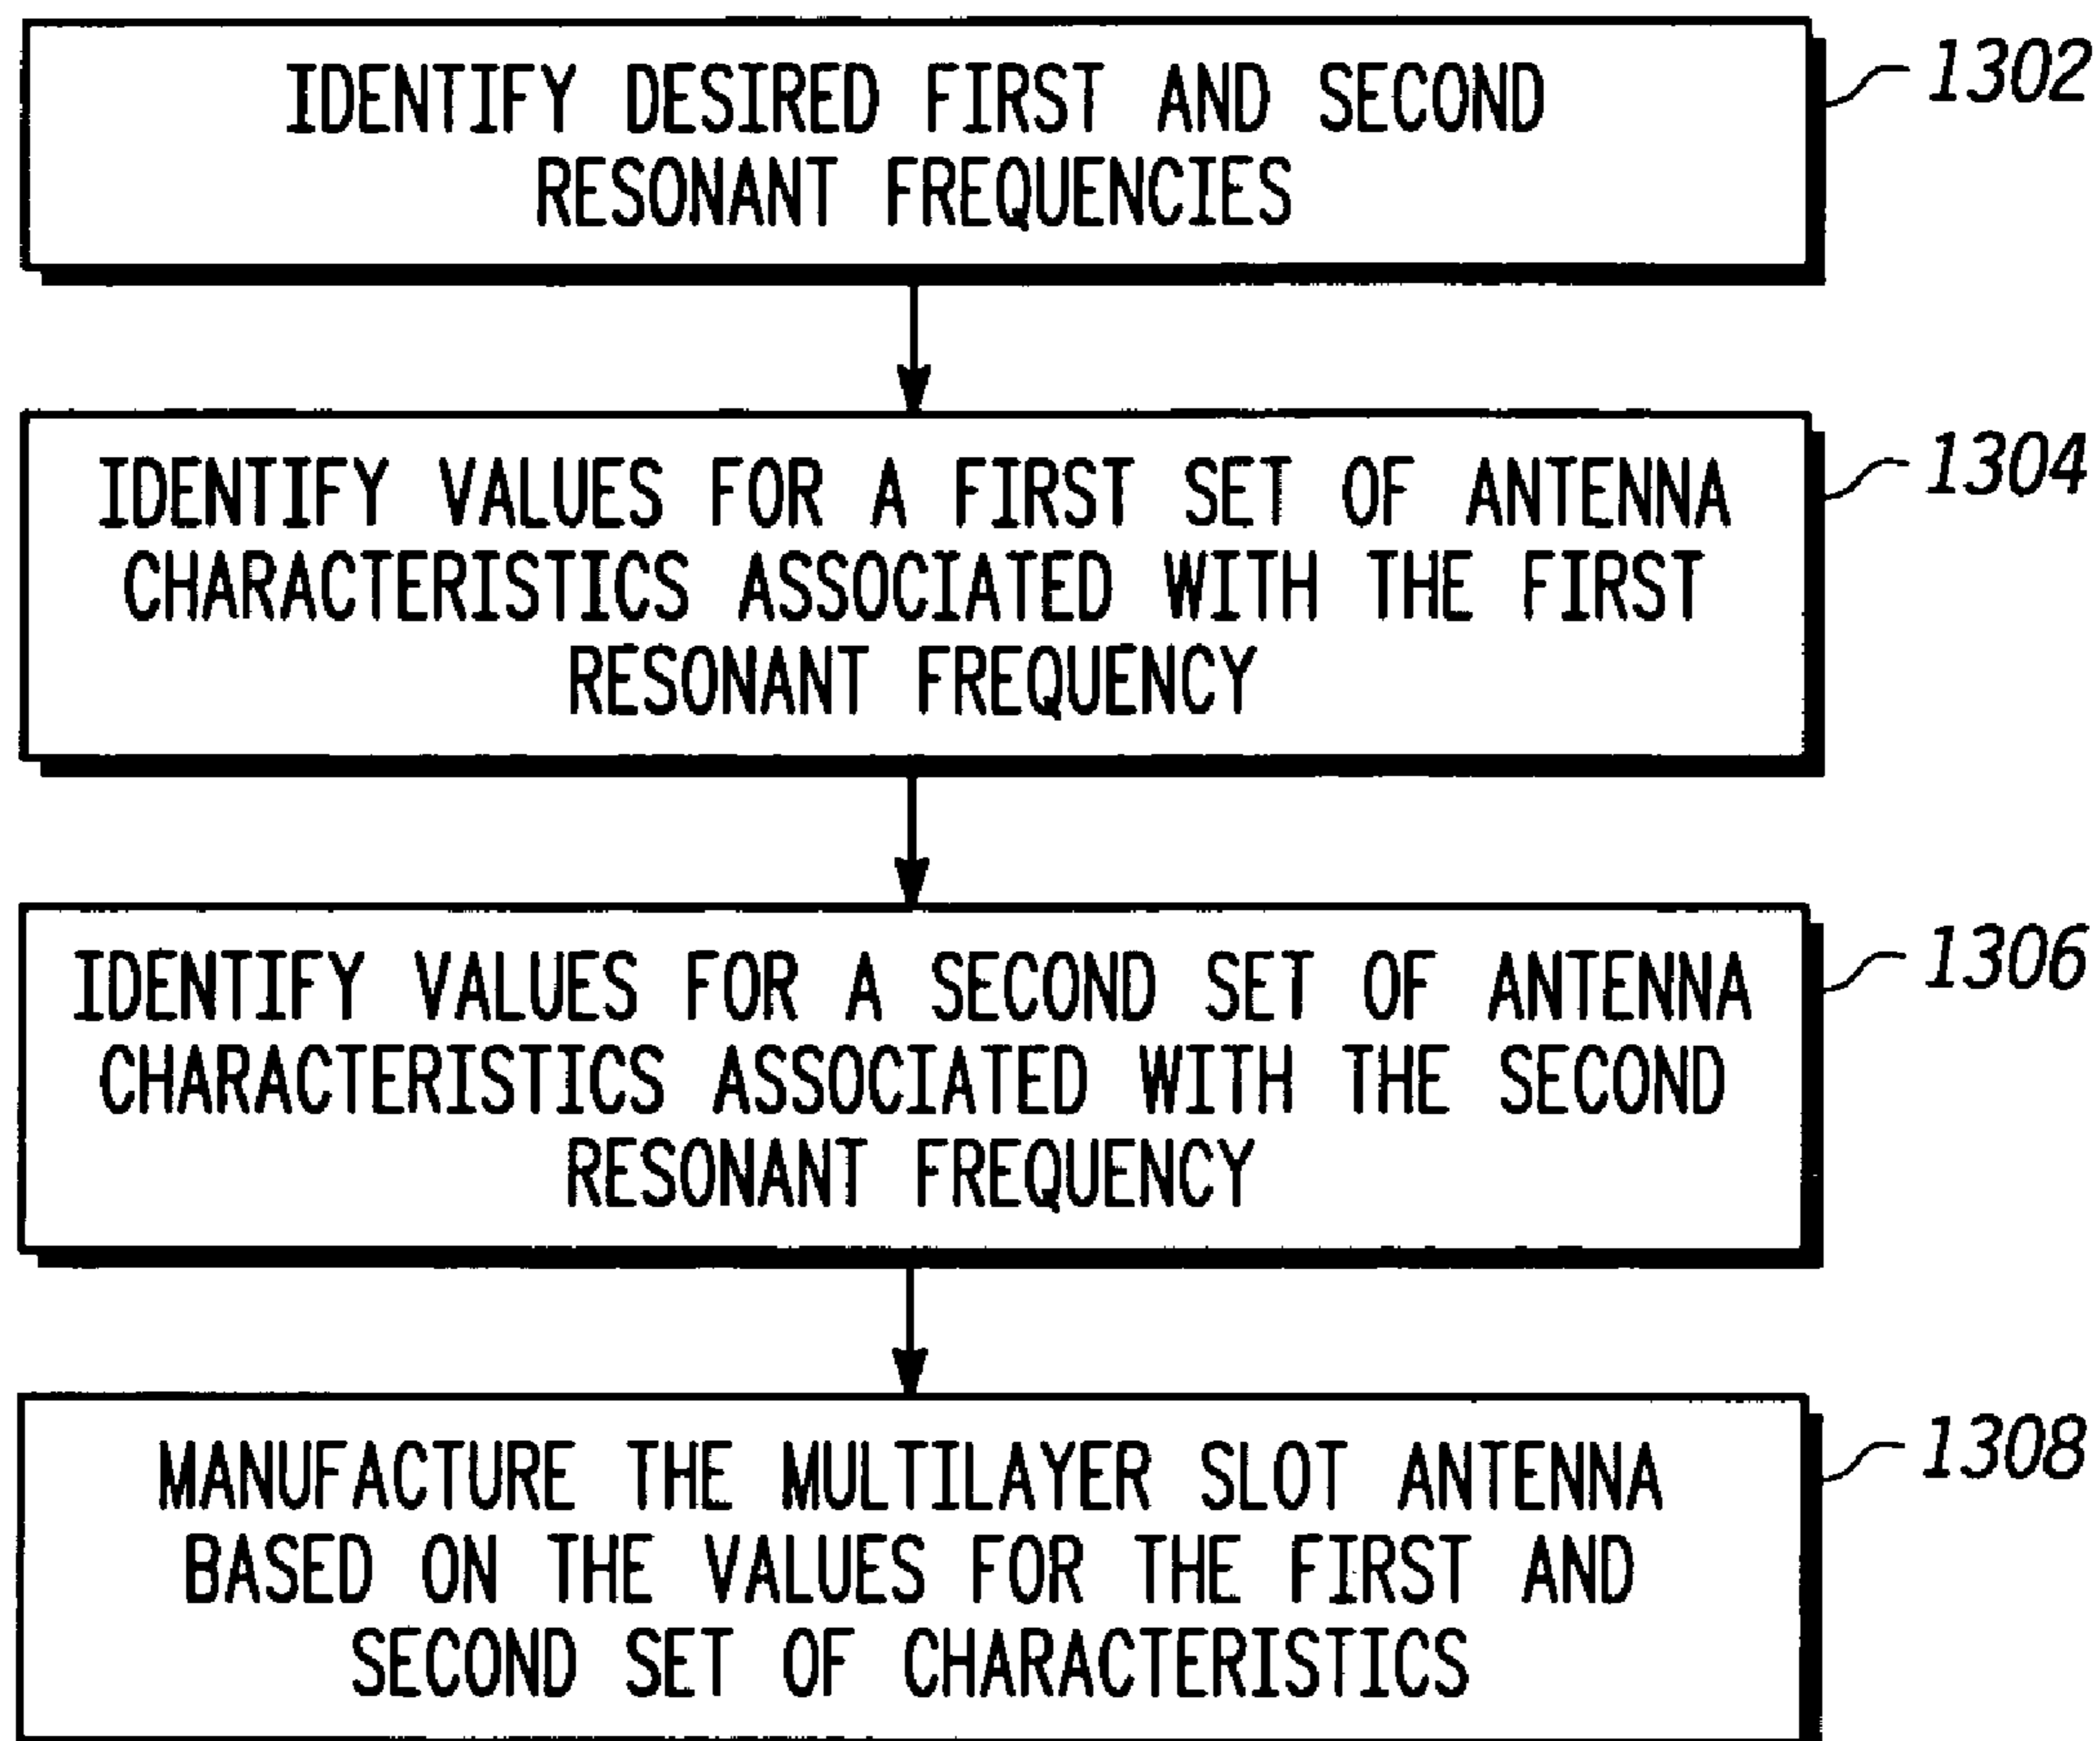 IDENTIFY DESIRED FIRST AND SECOND
RESONANT FREQUENCIES
1302
IDENTIFY VALUES FOR A FIRST SET OF ANTENNA
CHARACTERISTICS ASSOCIATED WITH THE FIRST
RESONANT FREQUENCY
1304
IDENTIFY VALUES FOR A SECOND SET OF ANTENNA
CHARACTERISTICS ASSOCIATED WITH THE SECOND
RESONANT FREQUENCY
1306
MANUFACTURE THE MULTILAYER SLOT ANTENNA
BASED ON THE VALUES FOR THE FIRST AND
SECOND SET OF CHARACTERISTICS
1308